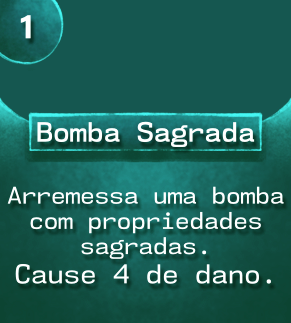 1
Bomba Sagrada
Arremessa uma bomba
com propriedades
sagradas.
Cause 4 de dano.